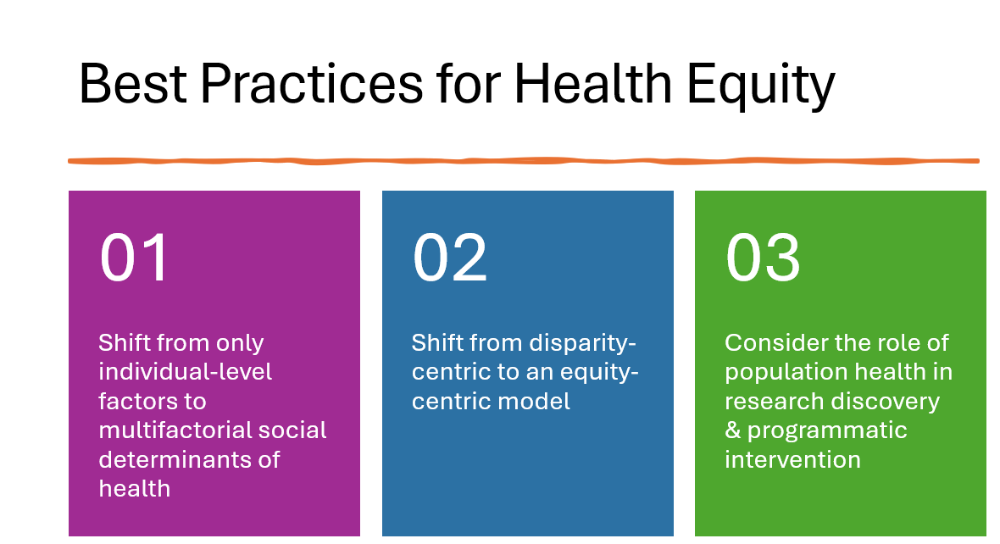 Best Practices for Health Equity
01
Shift from only
individual-level
factors to
multifactorial social
determinants of
health
02
Shift from disparity-
centric to an equity-
centric model
03
Consider the role of
population health in
research discovery
& programmatic
intervention